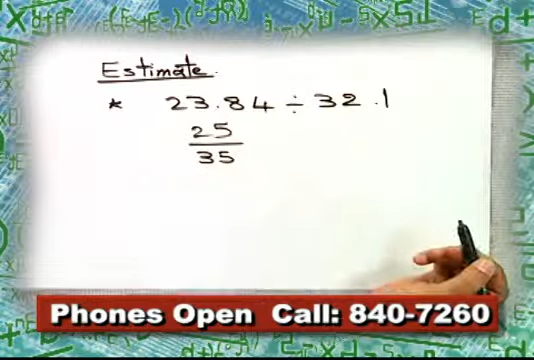 Estimate
* 23.84 ÷ 32.1
25
35
Phones Open Call: 840-7260